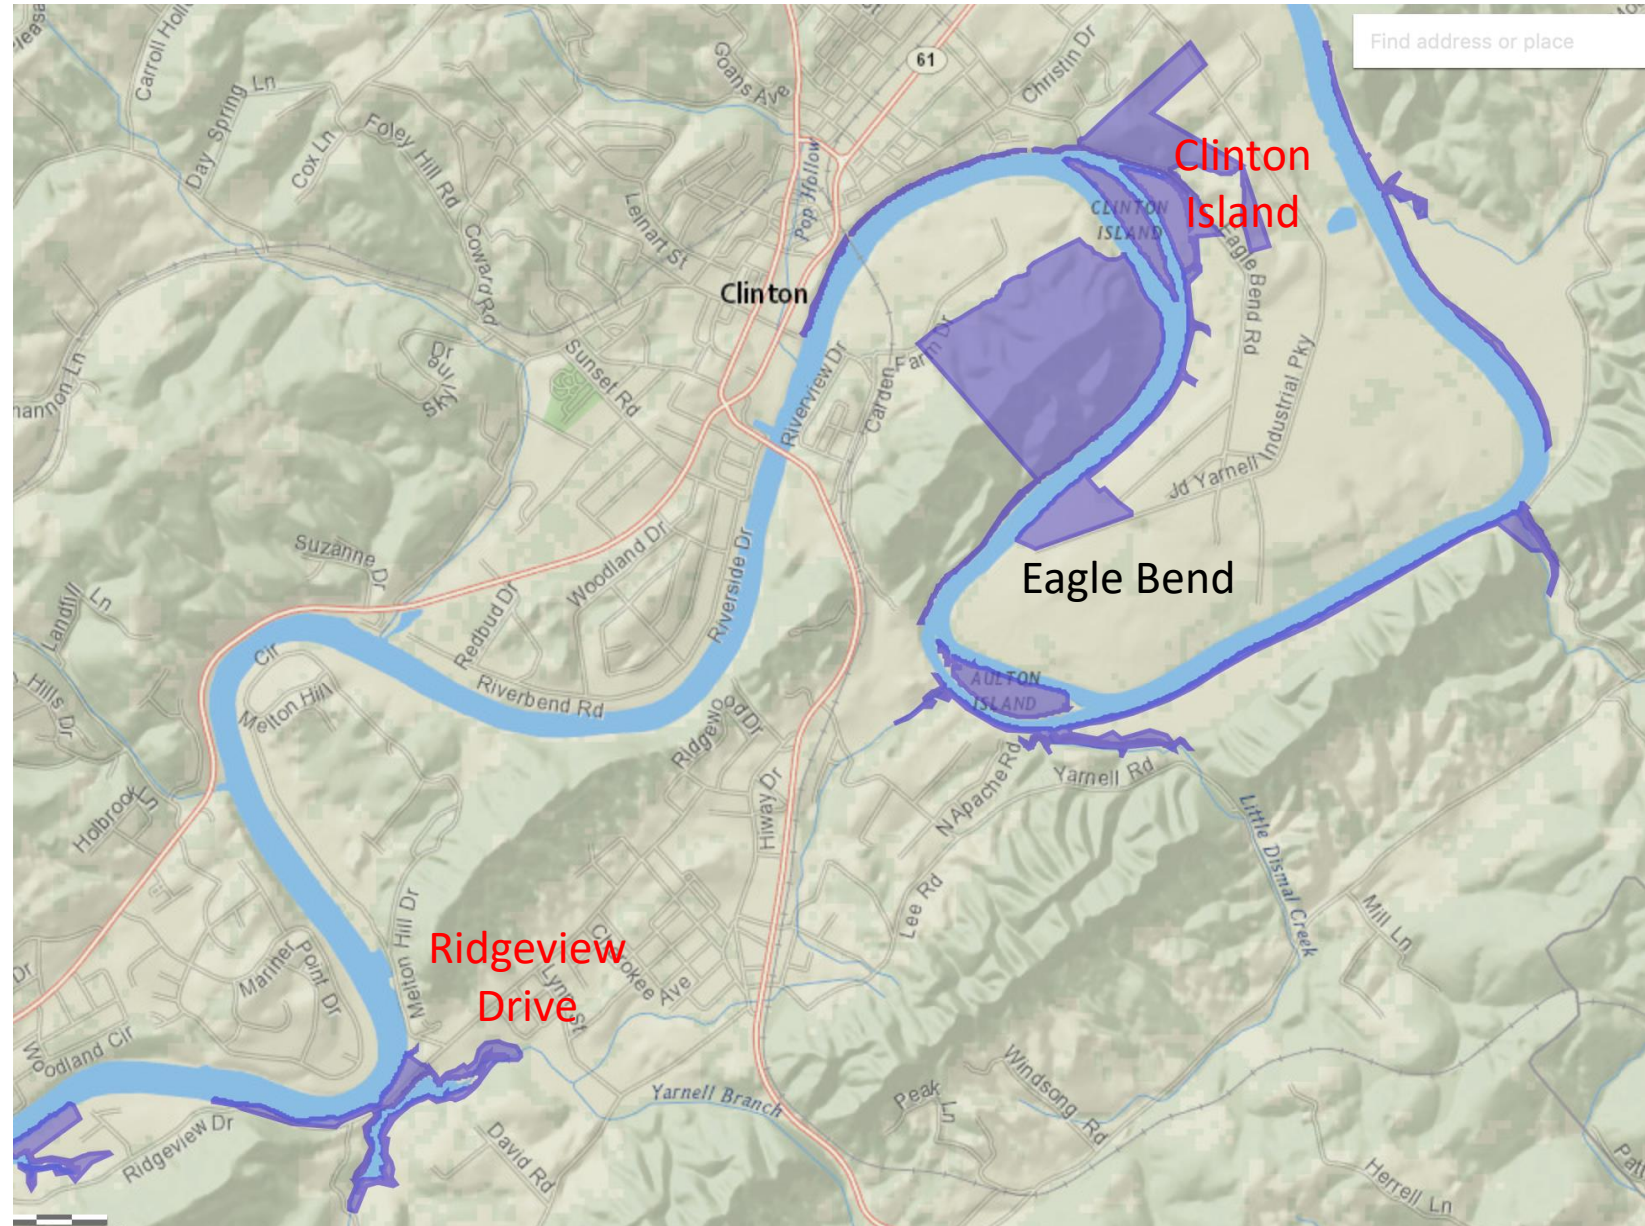 Find address or place
61
Carroll Hollo
Day Spring Ln
Cox Ln
Foley Hill Rd
Goans Ave
Christin Dr
Pop Hollow
Leinart St
Coward Rd
Clinton
Island
CLINTON
ISLAND
Eagle Bend Rd
Clinton
Riverview Dr
Carden Farm Dr
Skyline Dr
Sunset Rd
Jd Yarnell Industrial Pky
Suzanne Dr
Woodland Dr
Riverside Dr
Eagle Bend
Landfill Ln
Redbud Dr
Cir
Melton Hill
Riverbend Rd
AULTON
ISLAND
Hills Dr
Ridgewood Dr
N Apache Rd
Yarnell Rd
Holbrook Ln
Hiway Dr
Little Dismal Creek
Lee Rd
Mill Ln
Melton Hill Dr
Ridgeview
Drive
Cherokee Ave
Lynn St
Mariner
Point Dr
Dr
Woodland Cir
Yarnell Branch
Peak Ln
Windsong Rd
Ridgeview Dr
David Rd
Herrell Ln